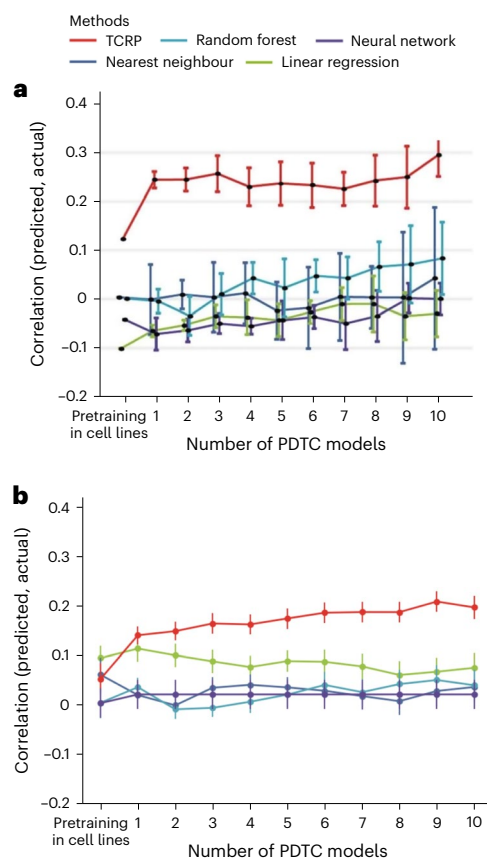 Methods
TCRP Random forest Neural network
Nearest neighbour Linear regression
a
Correlation (predicted, actual)
0.4
0.3
0.2
0.1
0
–0.1
–0.2
Pretraining 1 2 3 4 5 6 7 8 9 10
in cell lines
Number of PDTC models
b
Correlation (predicted, actual)
0.4
0.3
0.2
0.1
0
–0.1
–0.2
Pretraining 1 2 3 4 5 6 7 8 9 10
in cell lines
Number of PDTC models